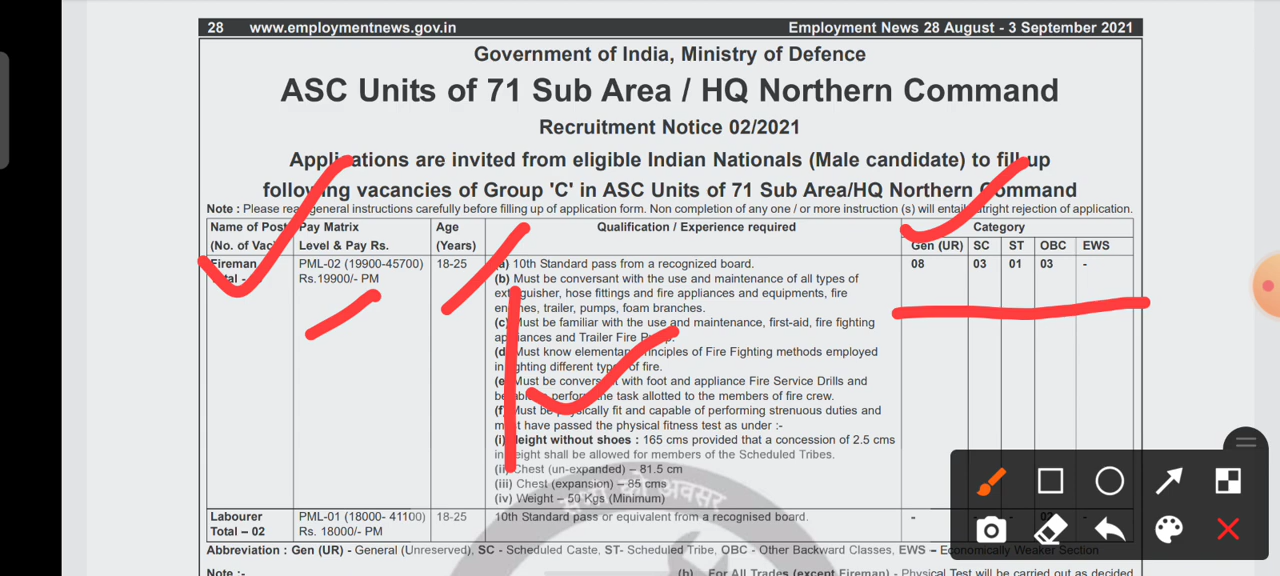 28 www.employmentnews.gov.in Employment News 28 August - 3 September 2021
Government of India, Ministry of Defence
ASC Units of 71 Sub Area / HQ Northern Command
Recruitment Notice 02/2021
Applications are invited from eligible Indian Nationals (Male candidate) to fill up
following vacancies of Group 'C' in ASC Units of 71 Sub Area/HQ Northern Command
Note : Please read general instructions carefully before filling up of application form. Non completion of any one / or more instruction (s) will entail outright rejection of application.
Name of Post Pay Matrix Age Qualification / Experience required Category
(No. of Vac) Level & Pay Rs. (Years) Gen (UR) SC ST OBC EWS
Fireman PML-02 (19900-45700) 18-25 (a) 10th Standard pass from a recognized board. 08 03 01 03 -
Rs.19900/- PM (b) Must be conversant with the use and maintenance of all types of
extinguisher, hose fittings and fire appliances and equipments, fire
engines, trailer, pumps, foam branches.
(c) Must be familiar with the use and maintenance, first-aid, fire fighting
appliances and Trailer Fire
(d) Must know elementary principles of Fire Fighting methods employed
in fighting different types of fire.
(e) Must be conversant with foot and appliance Fire Service Drills and
be able perform the task allotted to the members of fire crew.
(f) Must be physically fit and capable of performing strenuous duties and
must have passed the physical fitness test as under :-
(i) Height without shoes : 165 cms provided that a concession of 2.5 cms
in height shall be allowed for members of the Scheduled Tribes.
(ii) Chest (un-expanded) – 81.5 cm
(iii) Chest (expansion) – 85 cms
(iv) Weight – 50 Kgs (Minimum)
Labourer PML-01 (18000- 41100) 18-25 10th Standard pass or equivalent from a recognised board. - - - 02
Total – 02 Rs. 18000/- PM
Abbreviation : Gen (UR) - General (Unreserved), SC - Scheduled Caste, ST- Scheduled Tribe, OBC - Other Backward Classes, EWS – Economically Weaker Section
Note :- (b) For All Trades (except Fireman) - Physical Test will be carried out as decided